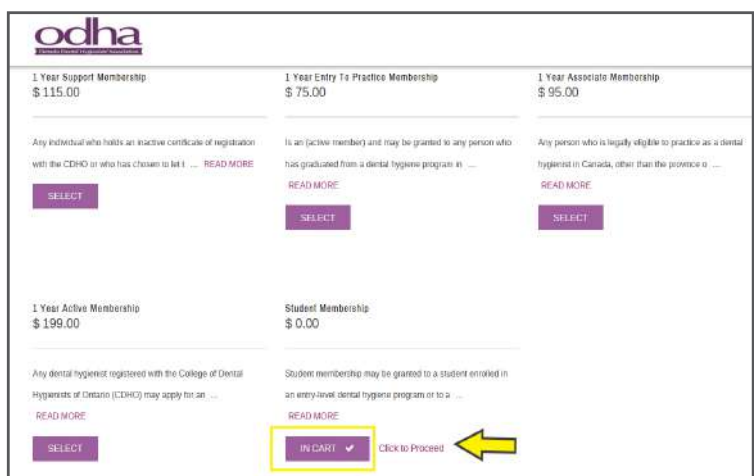 odha
Ontario Dental Hygienists' Association
1 Year Support Membership
$ 115.00
Any individual who holds an inactive certificate of registration
with the CDHO or who has chosen to let t ... READ MORE
SELECT
1 Year Entry To Practice Membership
$ 75.00
Is an (active member) and may be granted to any person who
has graduated from a dental hygiene program in ...
READ MORE
SELECT
1 Year Associate Membership
$ 95.00
Any person who is legally eligible to practice as a dental
hygienist in Canada, other than the province o ...
READ MORE
SELECT
1 Year Active Membership
$ 199.00
Any dental hygienist registered with the College of Dental
Hygienists of Ontario (CDHO) may apply for an ...
READ MORE
SELECT
Student Membership
$ 0.00
Student membership may be granted to a student enrolled in
an entry-level dental hygiene program or to a ...
READ MORE
IN CART ✔ Click to Proceed